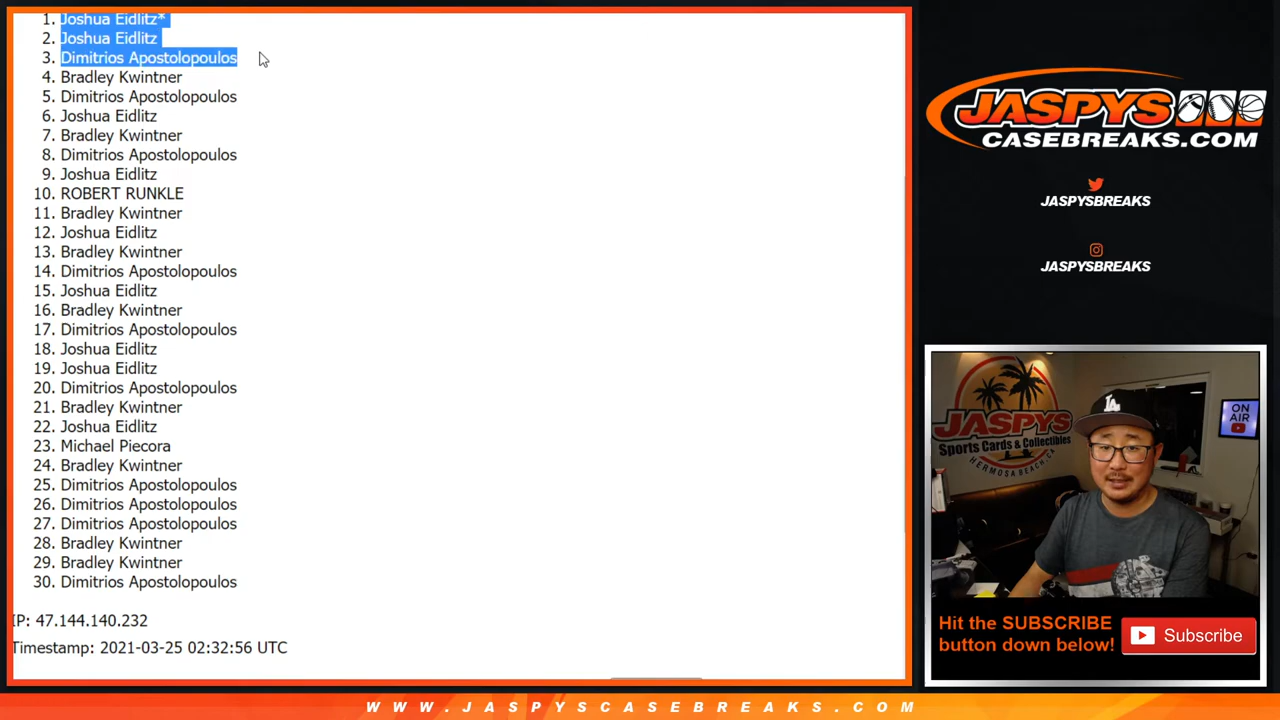 1. Joshua Eidlitz*
2. Joshua Eidlitz
3. Dimitrios Apostolopoulos
4. Bradley Kwintner
5. Dimitrios Apostolopoulos
6. Joshua Eidlitz
7. Bradley Kwintner
8. Dimitrios Apostolopoulos
9. Joshua Eidlitz
10. ROBERT RUNKLE
11. Bradley Kwintner
12. Joshua Eidlitz
13. Bradley Kwintner
14. Dimitrios Apostolopoulos
15. Joshua Eidlitz
16. Bradley Kwintner
17. Dimitrios Apostolopoulos
18. Joshua Eidlitz
19. Joshua Eidlitz
20. Dimitrios Apostolopoulos
21. Bradley Kwintner
22. Joshua Eidlitz
23. Michael Piecora
24. Bradley Kwintner
25. Dimitrios Apostolopoulos
26. Dimitrios Apostolopoulos
27. Dimitrios Apostolopoulos
28. Bradley Kwintner
29. Bradley Kwintner
30. Dimitrios Apostolopoulos
IP: 47.144.140.232
Timestamp: 2021-03-25 02:32:56 UTC
JASPYS
CASEBREAKS.COM
JASPYSBREAKS
JASPYSBREAKS
JASPYS
Sports Cards & Collectibles
HERMOSA BEACH, CA
LA
ON
AIR
Hit the SUBSCRIBE
button down below!
Subscribe
WWW.JASPYSCASEBREAKS.COM